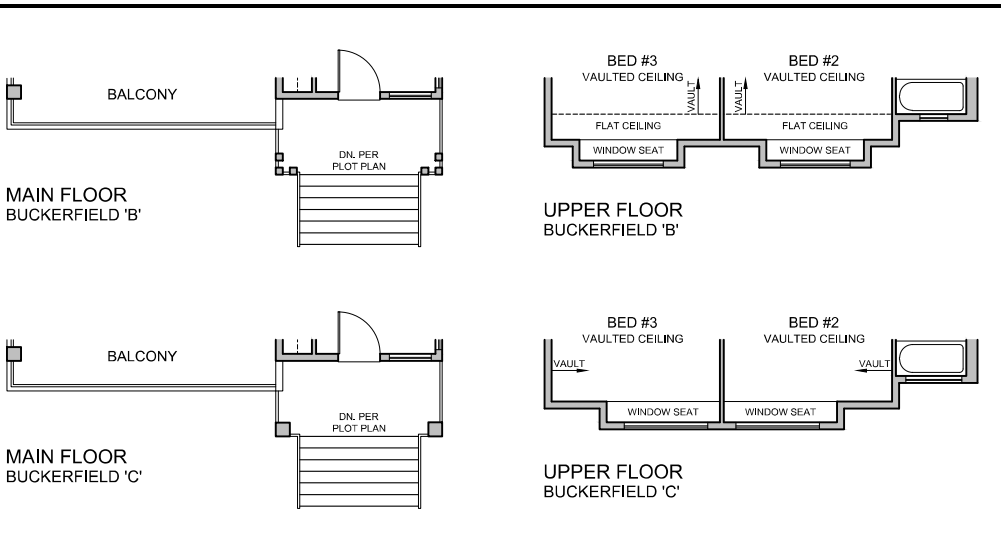 BALCONY
DN. PER
PLOT PLAN
MAIN FLOOR
BUCKERFIELD 'B'
BED #3
VAULTED CEILING
BED #2
VAULTED CEILING
VAULT
VAULT
FLAT CEILING
FLAT CEILING
WINDOW SEAT
WINDOW SEAT
UPPER FLOOR
BUCKERFIELD 'B'
BALCONY
DN. PER
PLOT PLAN
MAIN FLOOR
BUCKERFIELD 'C'
BED #3
VAULTED CEILING
BED #2
VAULTED CEILING
VAULT
VAULT
WINDOW SEAT
WINDOW SEAT
UPPER FLOOR
BUCKERFIELD 'C'